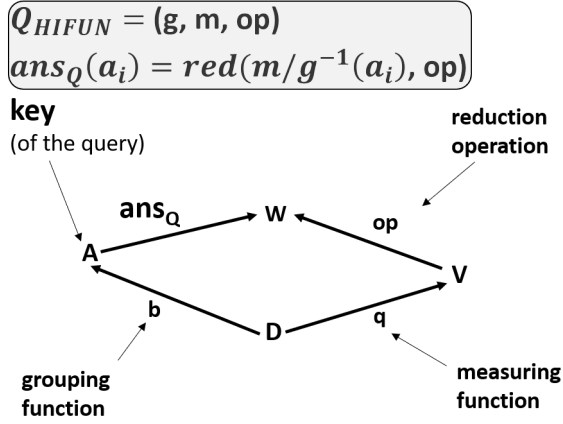 Q_HIFUN = (g, m, op)
ans_Q(a_i) = red(m/g^{-1}(a_i), op)
key
(of the query)
reduction
operation
ans_Q
W
op
A
V
b
D
q
grouping
function
measuring
function